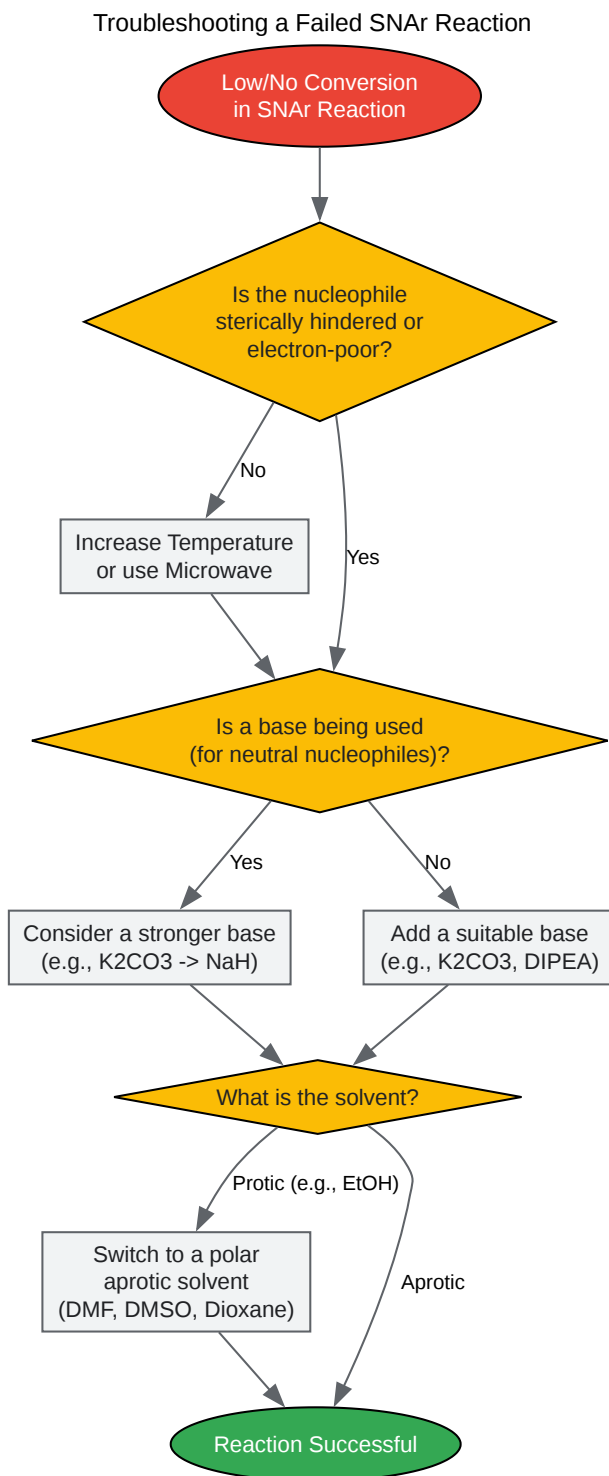 Troubleshooting a Failed SNAr Reaction
Low/No Conversion
in SNAr Reaction
Is the nucleophile
sterically hindered or
electron-poor?
No
Increase Temperature
or use Microwave
Yes
Is a base being used
(for neutral nucleophiles)?
Yes
No
Consider a stronger base
(e.g., K2CO3 -> NaH)
Add a suitable base
(e.g., K2CO3, DIPEA)
What is the solvent?
Protic (e.g., EtOH)
Switch to a polar
aprotic solvent
(DMF, DMSO, Dioxane)
Aprotic
Reaction Successful